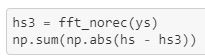 hs3 = fft_norec(ys)
np.sum(np.abs(hs - hs3))